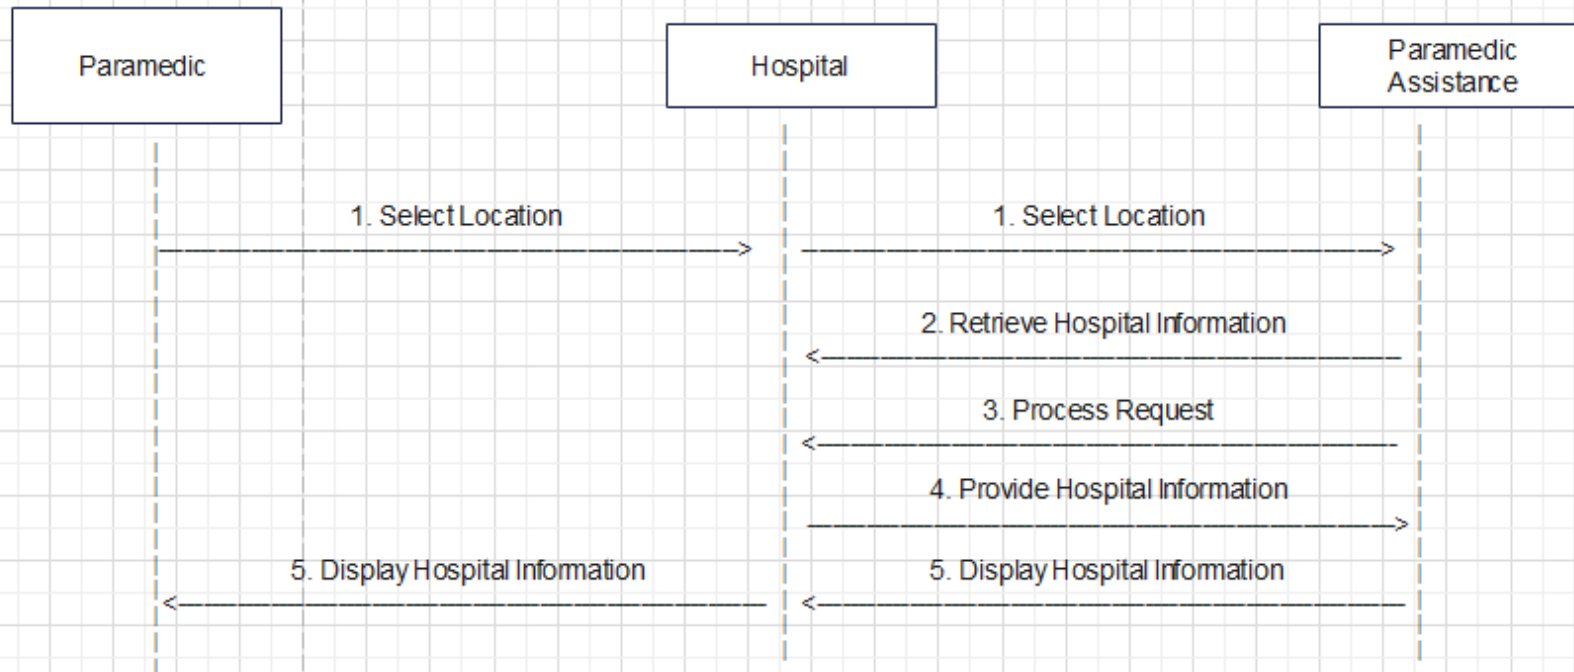 Paramedic
Hospital
Paramedic
Assistance
1. Select Location
1. Select Location
2. Retrieve Hospital Information
3. Process Request
4. Provide Hospital Information
5. Display Hospital Information
5. Display Hospital Information